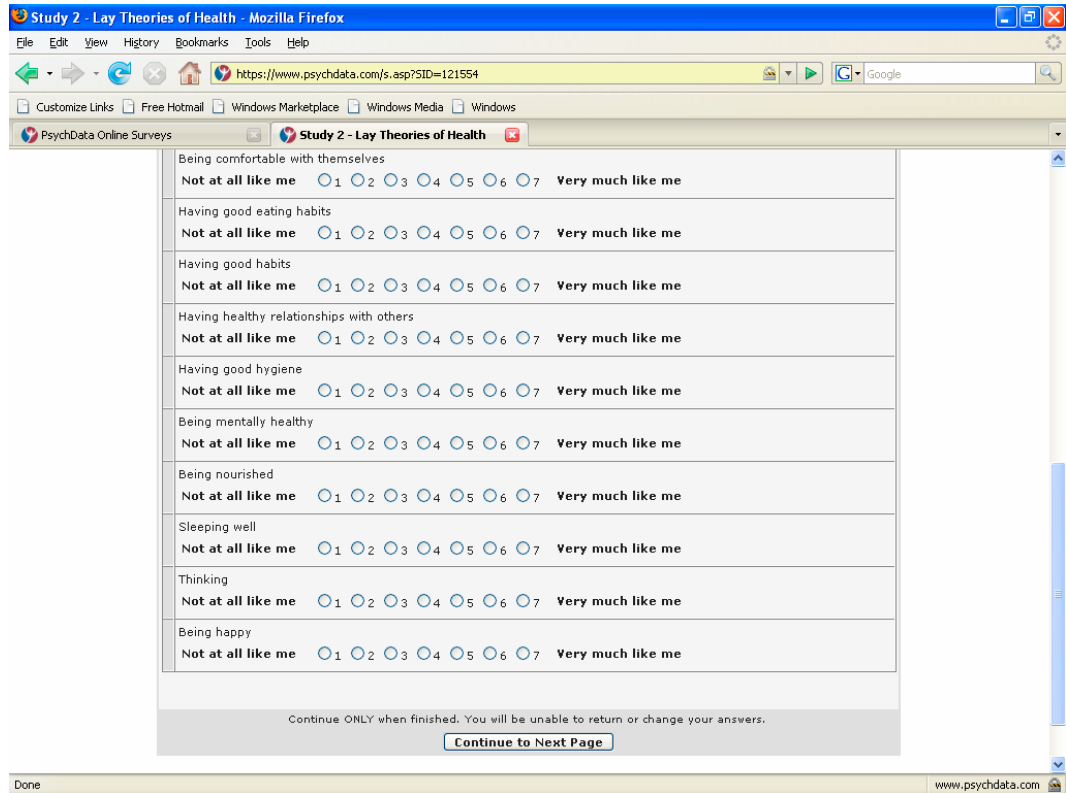 Study 2 - Lay Theories of Health - Mozilla Firefox
File Edit View History Bookmarks Tools Help
https://www.psychdata.com/s.asp?SID=121554 G Google
Customize Links Free Hotmail Windows Marketplace Windows Media Windows
PsychData Online Surveys Study 2 - Lay Theories of Health
Being comfortable with themselves
Not at all like me 1 2 3 4 5 6 7 Very much like me
Having good eating habits
Not at all like me 1 2 3 4 5 6 7 Very much like me
Having good habits
Not at all like me 1 2 3 4 5 6 7 Very much like me
Having healthy relationships with others
Not at all like me 1 2 3 4 5 6 7 Very much like me
Having good hygiene
Not at all like me 1 2 3 4 5 6 7 Very much like me
Being mentally healthy
Not at all like me 1 2 3 4 5 6 7 Very much like me
Being nourished
Not at all like me 1 2 3 4 5 6 7 Very much like me
Sleeping well
Not at all like me 1 2 3 4 5 6 7 Very much like me
Thinking
Not at all like me 1 2 3 4 5 6 7 Very much like me
Being happy
Not at all like me 1 2 3 4 5 6 7 Very much like me
Continue ONLY when finished. You will be unable to return or change your answers.
Continue to Next Page
Done www.psychdata.com